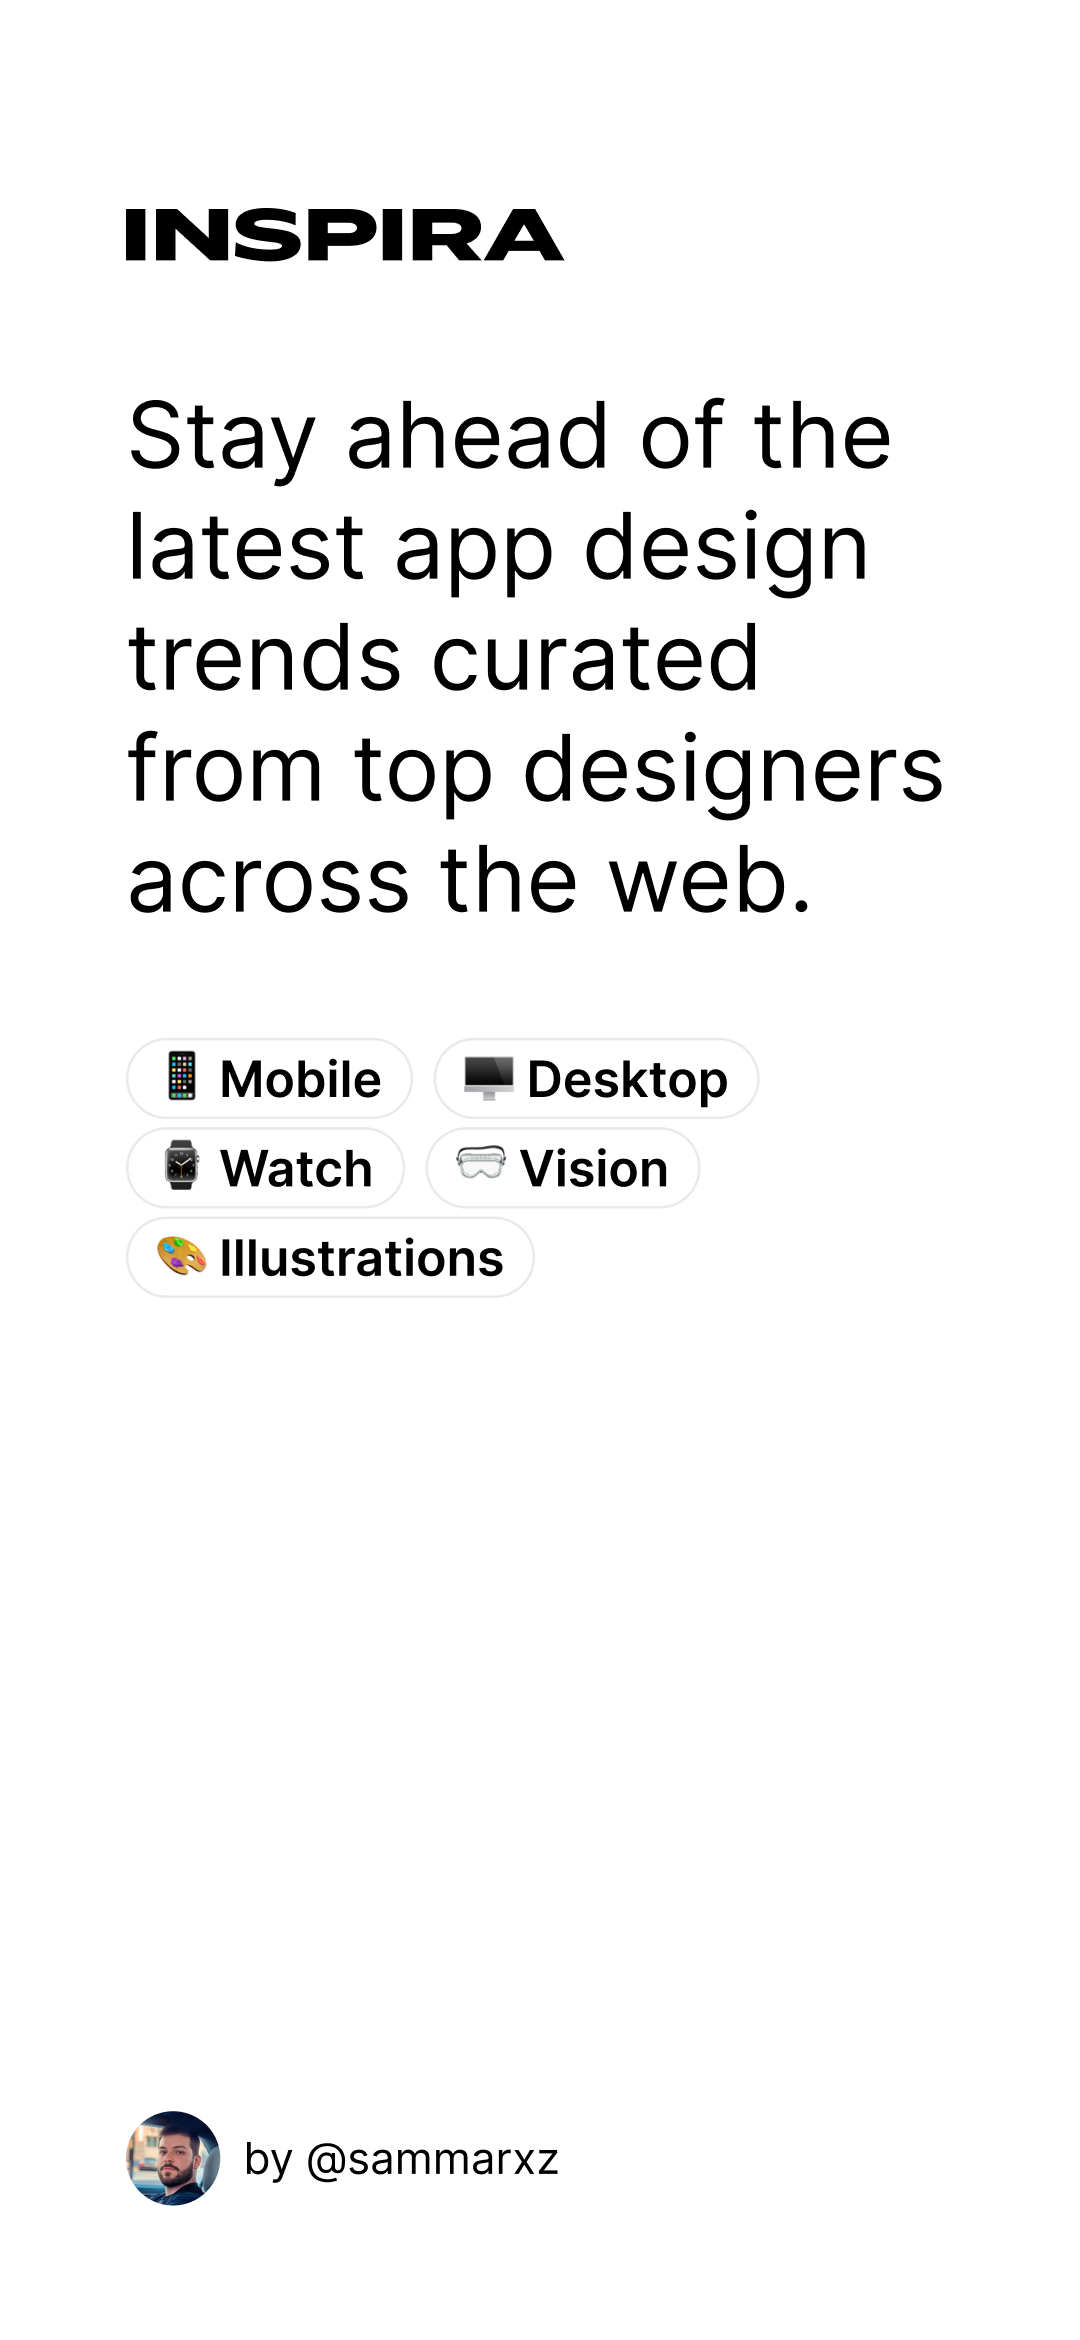 INSPIRA
Stay ahead of the
latest app design
trends curated
from top designers
across the web.
Mobile Desktop
Watch Vision
Illustrations
by @sammarxz